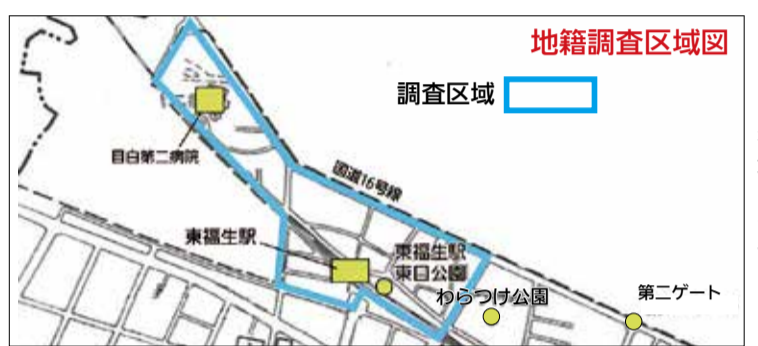 地籍調査区域図
調査区域
目白第二病院
国道16号線
東福生駅
東福生駅
東口公園
わらつけ公園
第二ゲート